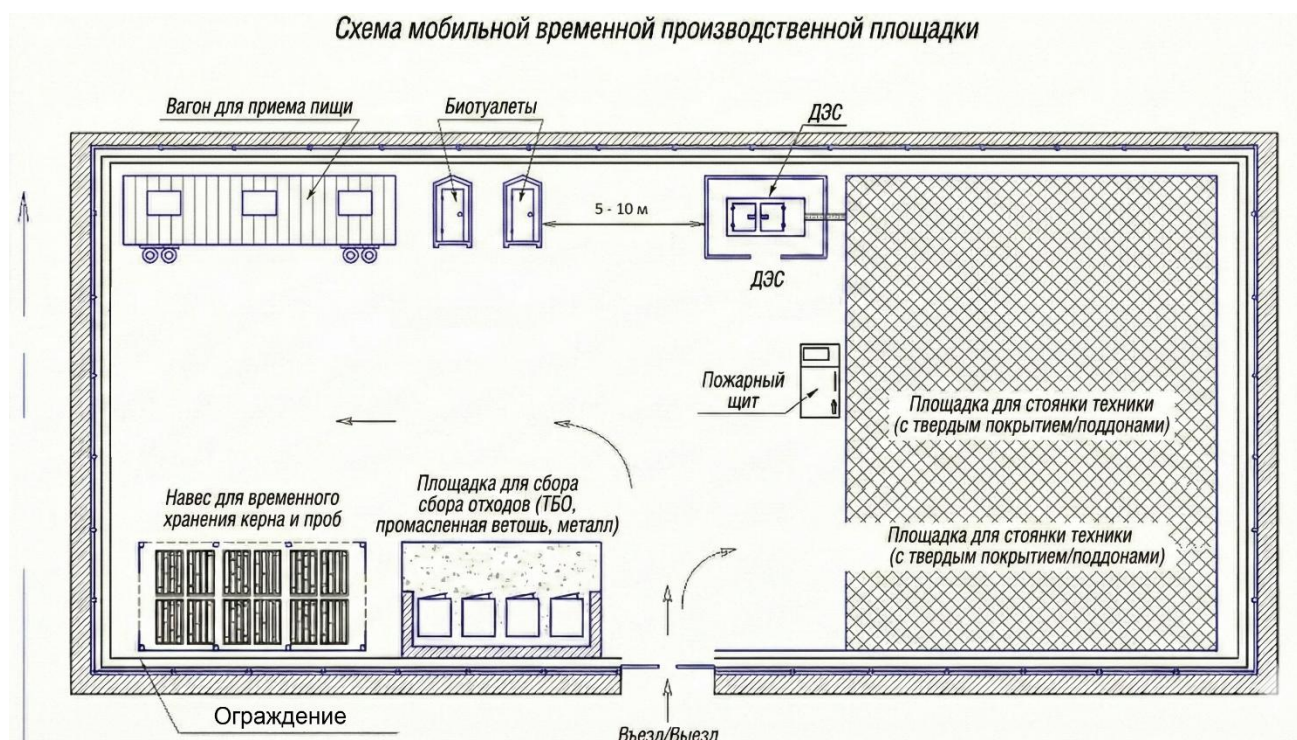 Схема мобильной временной производственной площадки
Вагон для приема пищи
Биотуалеты
ДЭС
5 - 10 м
ДЭС
Пожарный
щит
Площадка для стоянки техники
(с твердым покрытием/поддонами)
Навес для временного
хранения керна и проб
Площадка для сбора
сбора отходов (ТБО,
промасленная ветошь, металл)
Площадка для стоянки техники
(с твердым покрытием/поддонами)
Ограждение
Въезд/Выезд